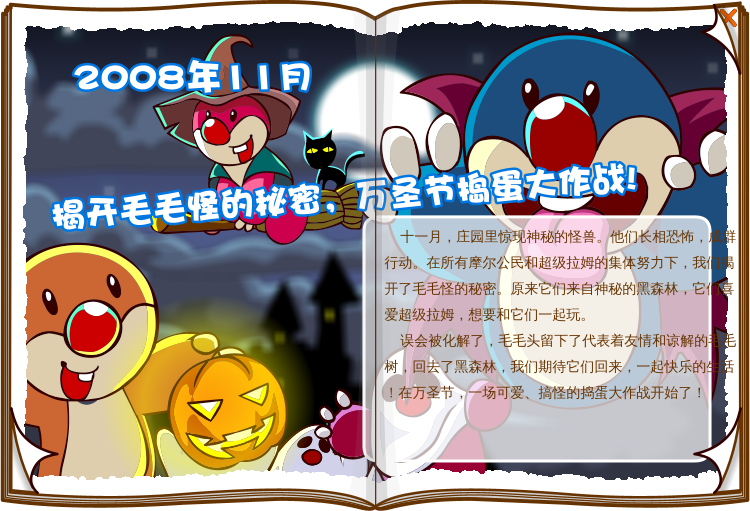 2008年11月
揭开毛毛怪的秘密，万圣节捣蛋大作战!
十一月，庄园里惊现神秘的怪兽。他们长相恐怖，成群
行动。在所有摩尔公民和超级拉姆的集体努力下，我们揭
开了毛毛怪的秘密。原来它们来自神秘的黑森林，它们喜
爱超级拉姆，想要和它们一起玩。
误会被化解了，毛毛头留下了代表着友情和谅解的毛毛
树，回去了黑森林，我们期待它们回来，一起快乐的生活
！在万圣节，一场可爱、搞怪的捣蛋大作战开始了！